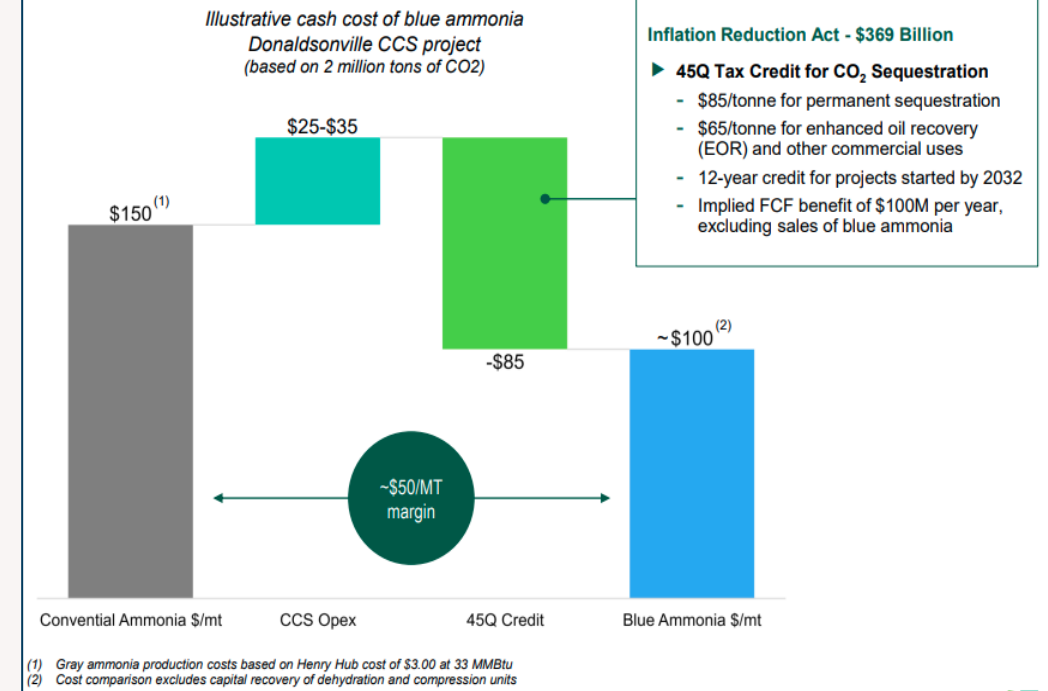 Illustrative cash cost of blue ammonia
Donaldsonville CCS project
(based on 2 million tons of CO2)
Inflation Reduction Act - $369 Billion
► 45Q Tax Credit for CO₂ Sequestration
- $85/tonne for permanent sequestration
- $65/tonne for enhanced oil recovery
(EOR) and other commercial uses
- 12-year credit for projects started by 2032
- Implied FCF benefit of $100M per year,
excluding sales of blue ammonia
$25-$35
$150 (1)
~$100 (2)
-$85
~$50/MT
margin
Convential Ammonia $/mt
CCS Opex
45Q Credit
Blue Ammonia $/mt
(1) Gray ammonia production costs based on Henry Hub cost of $3.00 at 33 MMBtu
(2) Cost comparison excludes capital recovery of dehydration and compression units